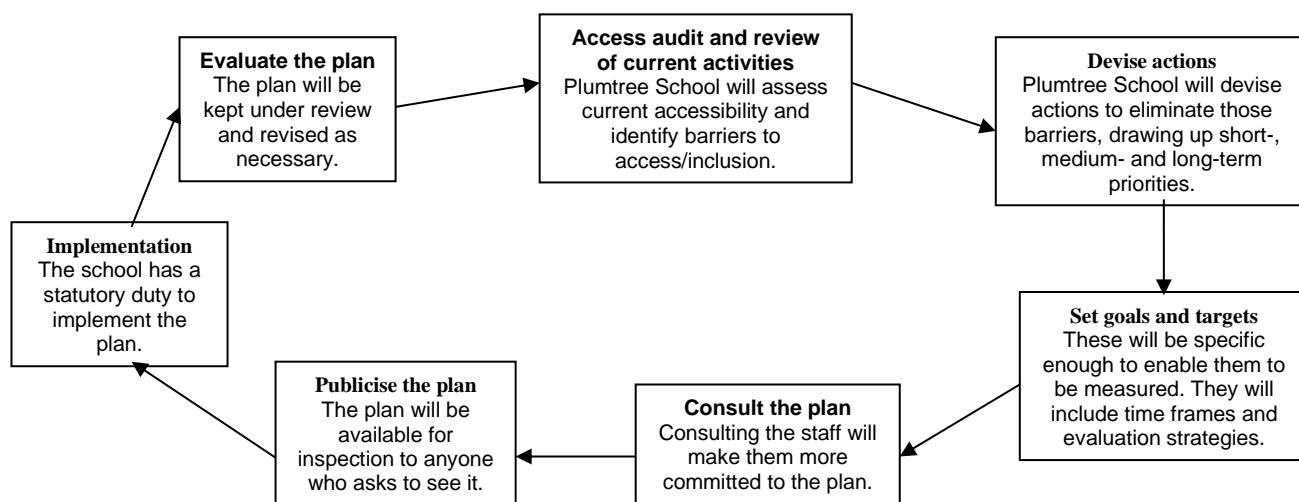 Evaluate the plan
The plan will be
kept under review
and revised as
necessary.
Access audit and review
of current activities
Plumtree School will assess
current accessibility and
identify barriers to
access/inclusion.
Devise actions
Plumtree School will devise
actions to eliminate those
barriers, drawing up short-,
medium- and long-term
priorities.
Set goals and targets
These will be specific
enough to enable them to
be measured. They will
include time frames and
evaluation strategies.
Consult the plan
Consulting the staff will
make them more
committed to the plan.
Publicise the plan
The plan will be
available for
inspection to anyone
who asks to see it.
Implementation
The school has a
statutory duty to
implement the
plan.